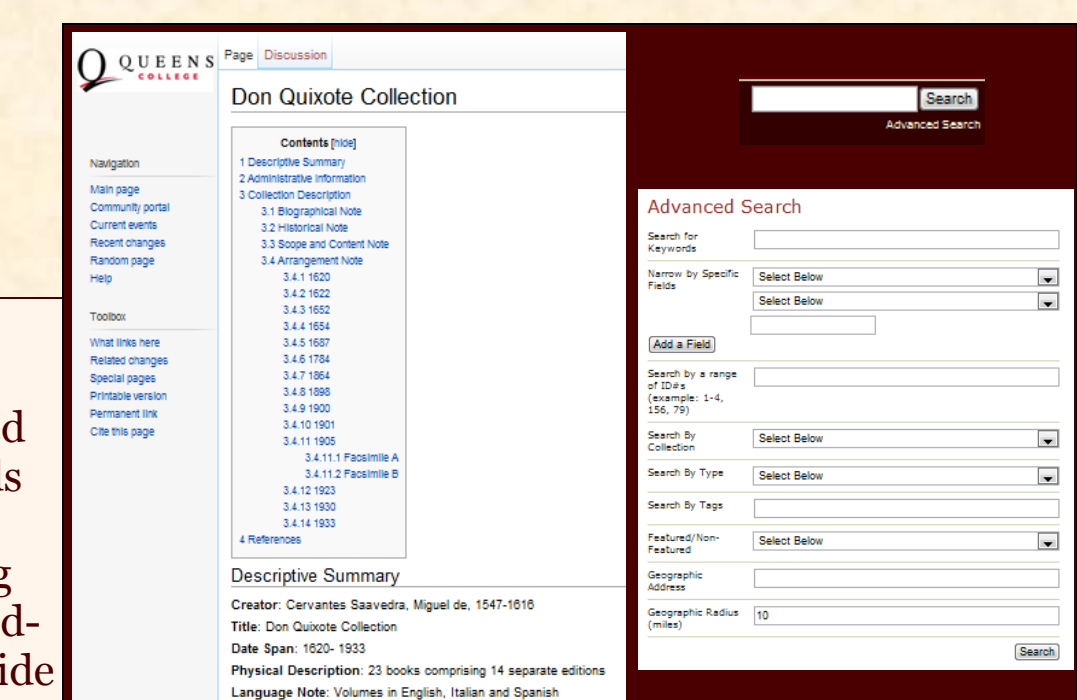 QUEENS
COLLEGE
Page Discussion
Don Quixote Collection
Contents [hide]
1 Descriptive Summary
2 Administrative Information
3 Collection Description
3.1 Biographical Note
3.2 Historical Note
3.3 Scope and Content Note
3.4 Arrangement Note
3.4.1 1620
3.4.2 1622
3.4.3 1652
3.4.4 1654
3.4.5 1687
3.4.6 1784
3.4.7 1864
3.4.8 1898
3.4.9 1900
3.4.10 1901
3.4.11 1905
3.4.11.1 Facsimile A
3.4.11.2 Facsimile B
3.4.12 1923
3.4.13 1930
3.4.14 1933
4 References
Descriptive Summary
Creator: Cervantes Saavedra, Miguel de, 1547-1616
Title: Don Quixote Collection
Date Span: 1620- 1933
Physical Description: 23 books comprising 14 separate editions
Language Note: Volumes in English, Italian and Spanish
Navigation
Main page
Community portal
Current events
Recent changes
Random page
Help
Toolbox
What links here
Related changes
Special pages
Printable version
Permanent link
Cite this page
Search
Advanced Search
Advanced Search
Search for
Keywords
Narrow by Specific
Fields
Select Below
Select Below
Add a Field
Search by a range
of ID#s
(example: 1-4,
156, 79)
Search By
Collection
Select Below
Search By Type
Select Below
Search By Tags
Featured/Non-
Featured
Select Below
Geographic
Address
Geographic Radius
(miles)
10
Search